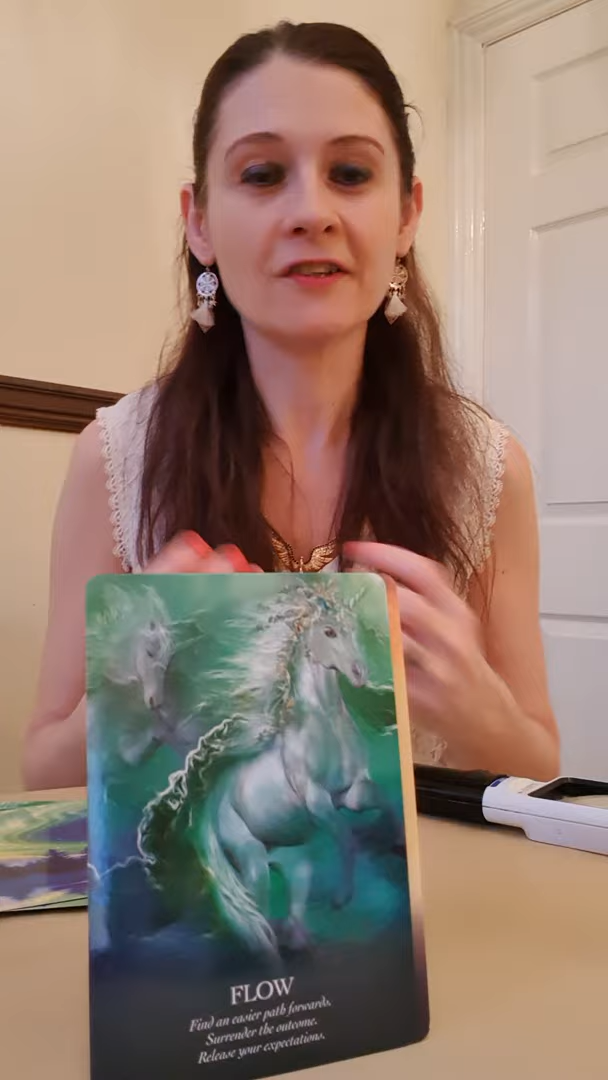 FLOW
Find an easier path forwards.
Surrender the outcome.
Release your expectations.